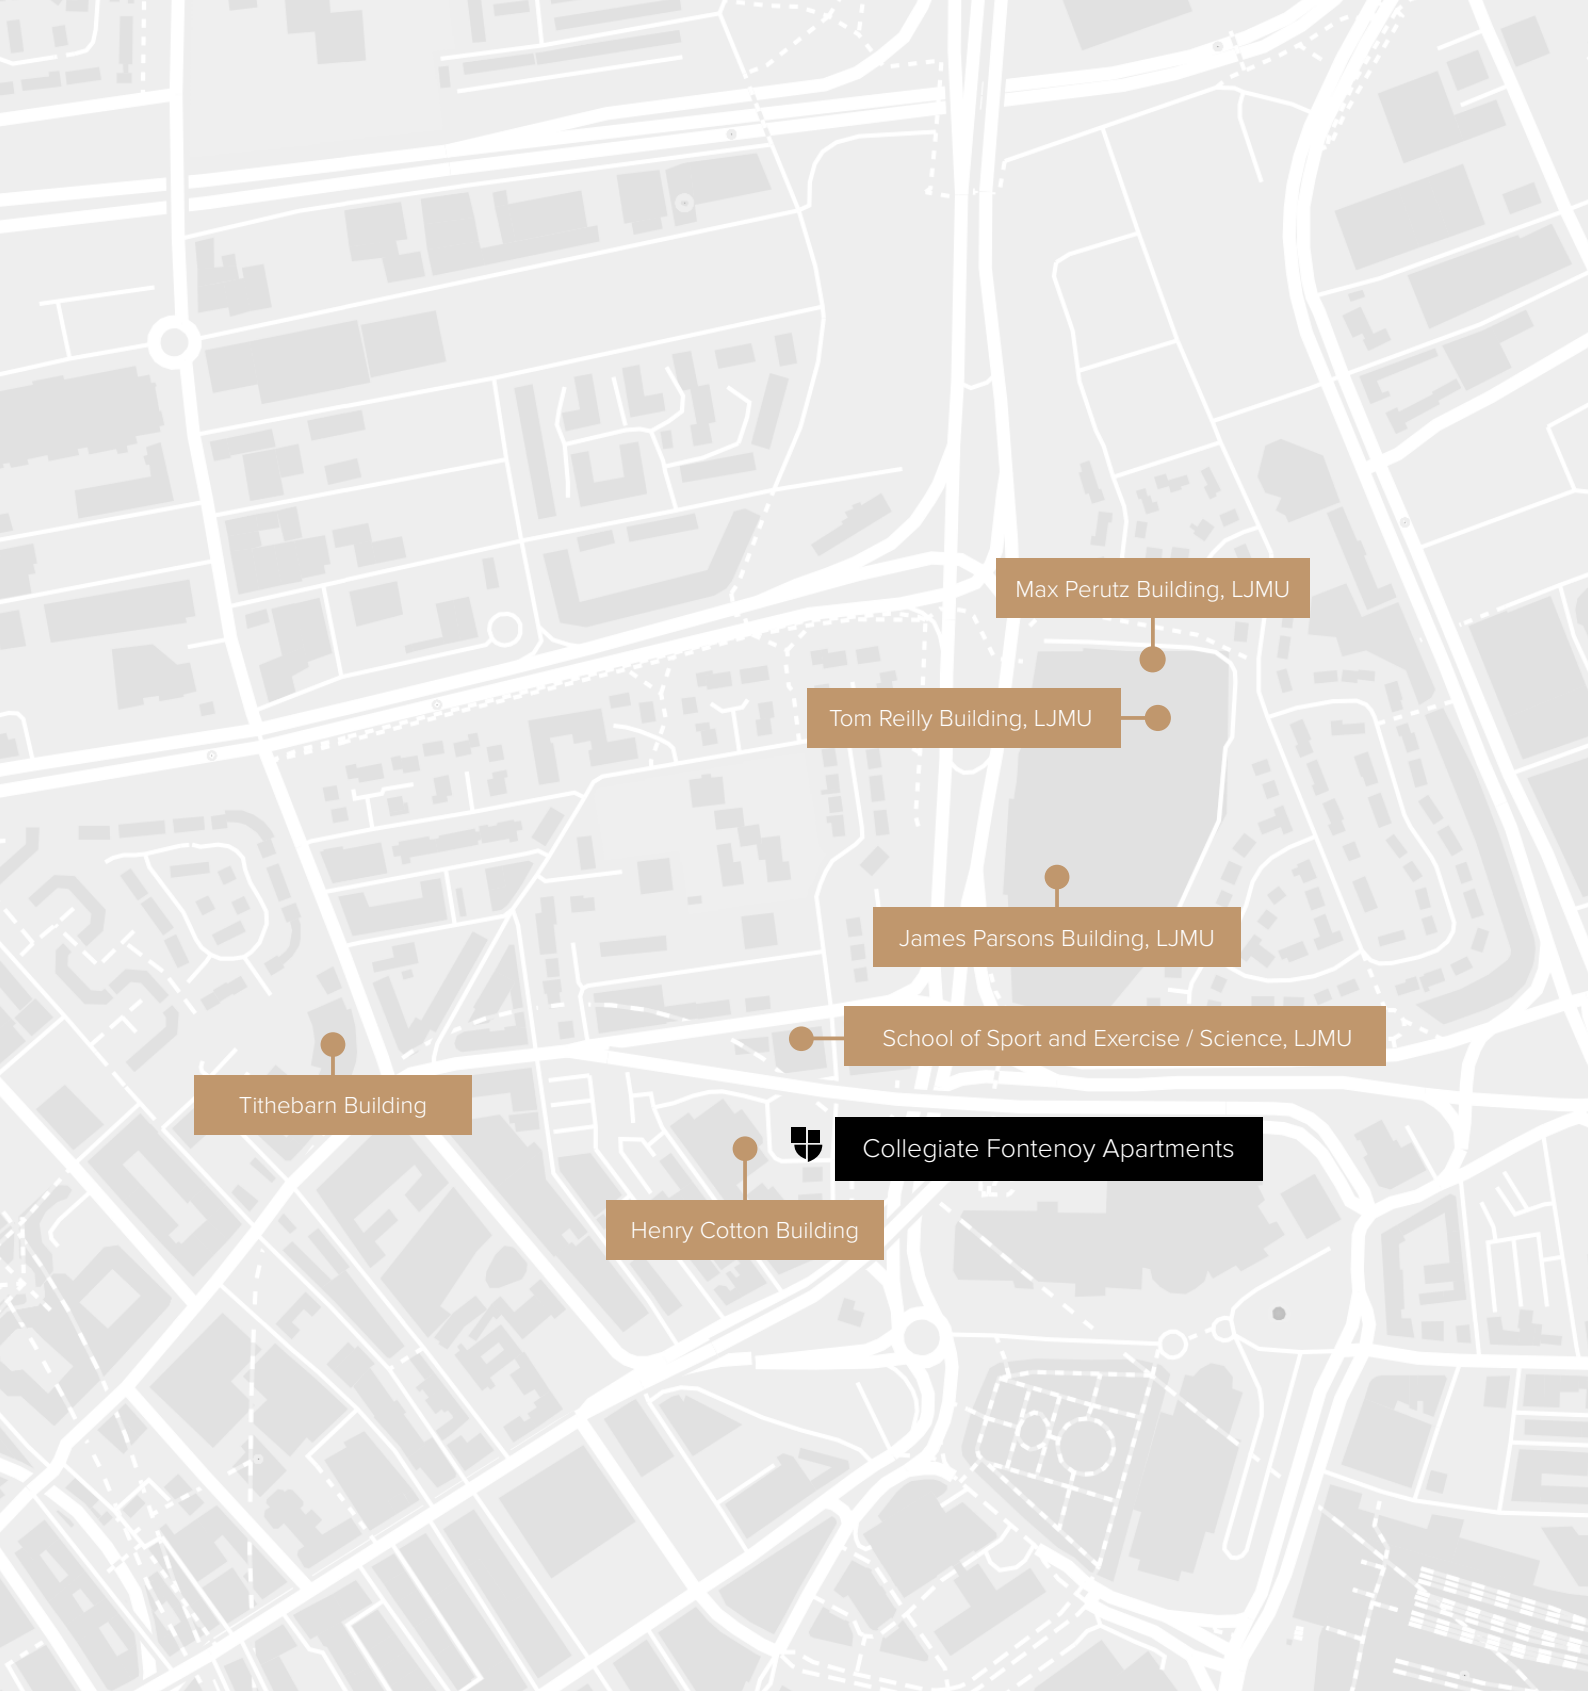 Max Perutz Building, LJMU
Tom Reilly Building, LJMU
James Parsons Building, LJMU
School of Sport and Exercise / Science, LJMU
Tithebarn Building
Collegiate Fontenoy Apartments
Henry Cotton Building